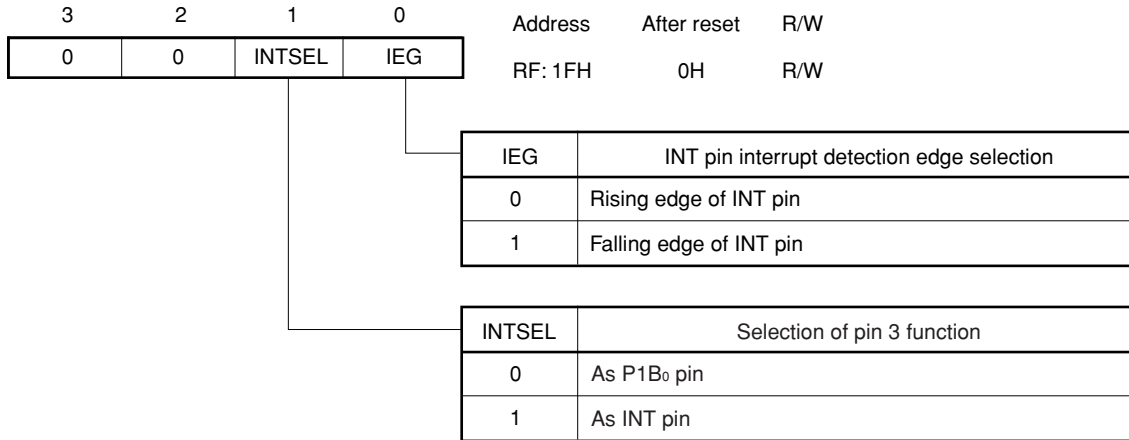 3 2 1 0 Address After reset R/W
0 0 INTSEL IEG RF: 1FH 0H R/W
IEG INT pin interrupt detection edge selection
0 Rising edge of INT pin
1 Falling edge of INT pin
INTSEL Selection of pin 3 function
0 As P1B₀ pin
1 As INT pin